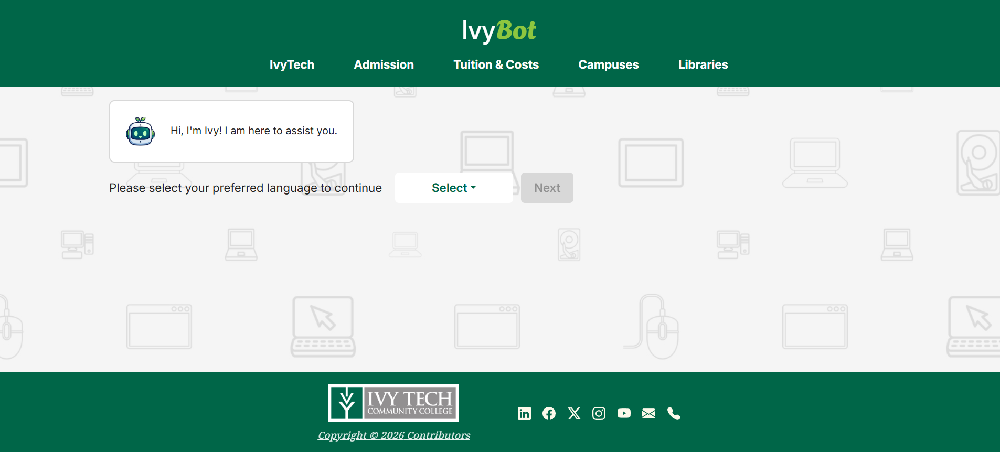 IvyBot
IvyTech Admission Tuition & Costs Campuses Libraries
Hi, I'm Ivy! I am here to assist you.
Please select your preferred language to continue Select Next
IVY TECH
COMMUNITY COLLEGE
Copyright © 2026 Contributors